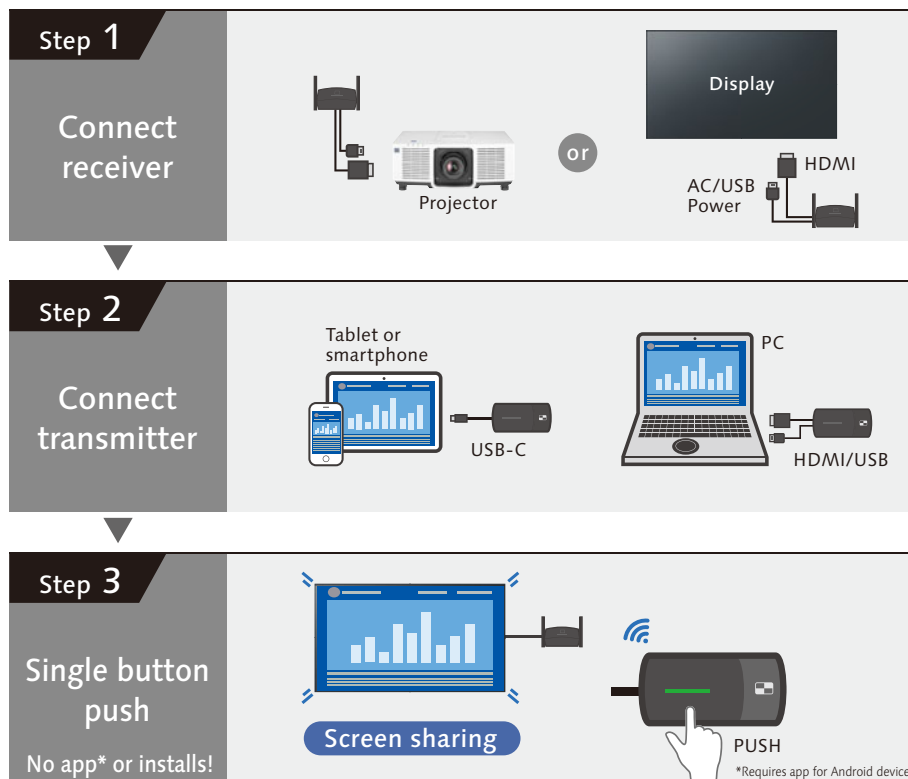 Step 1
Connect
receiver
Projector
or
Display
HDMI
AC/USB
Power
Step 2
Connect
transmitter
Tablet or
smartphone
USB-C
PC
HDMI/USB
Step 3
Single button
push
No app* or installs!
Screen sharing
PUSH
*Requires app for Android device